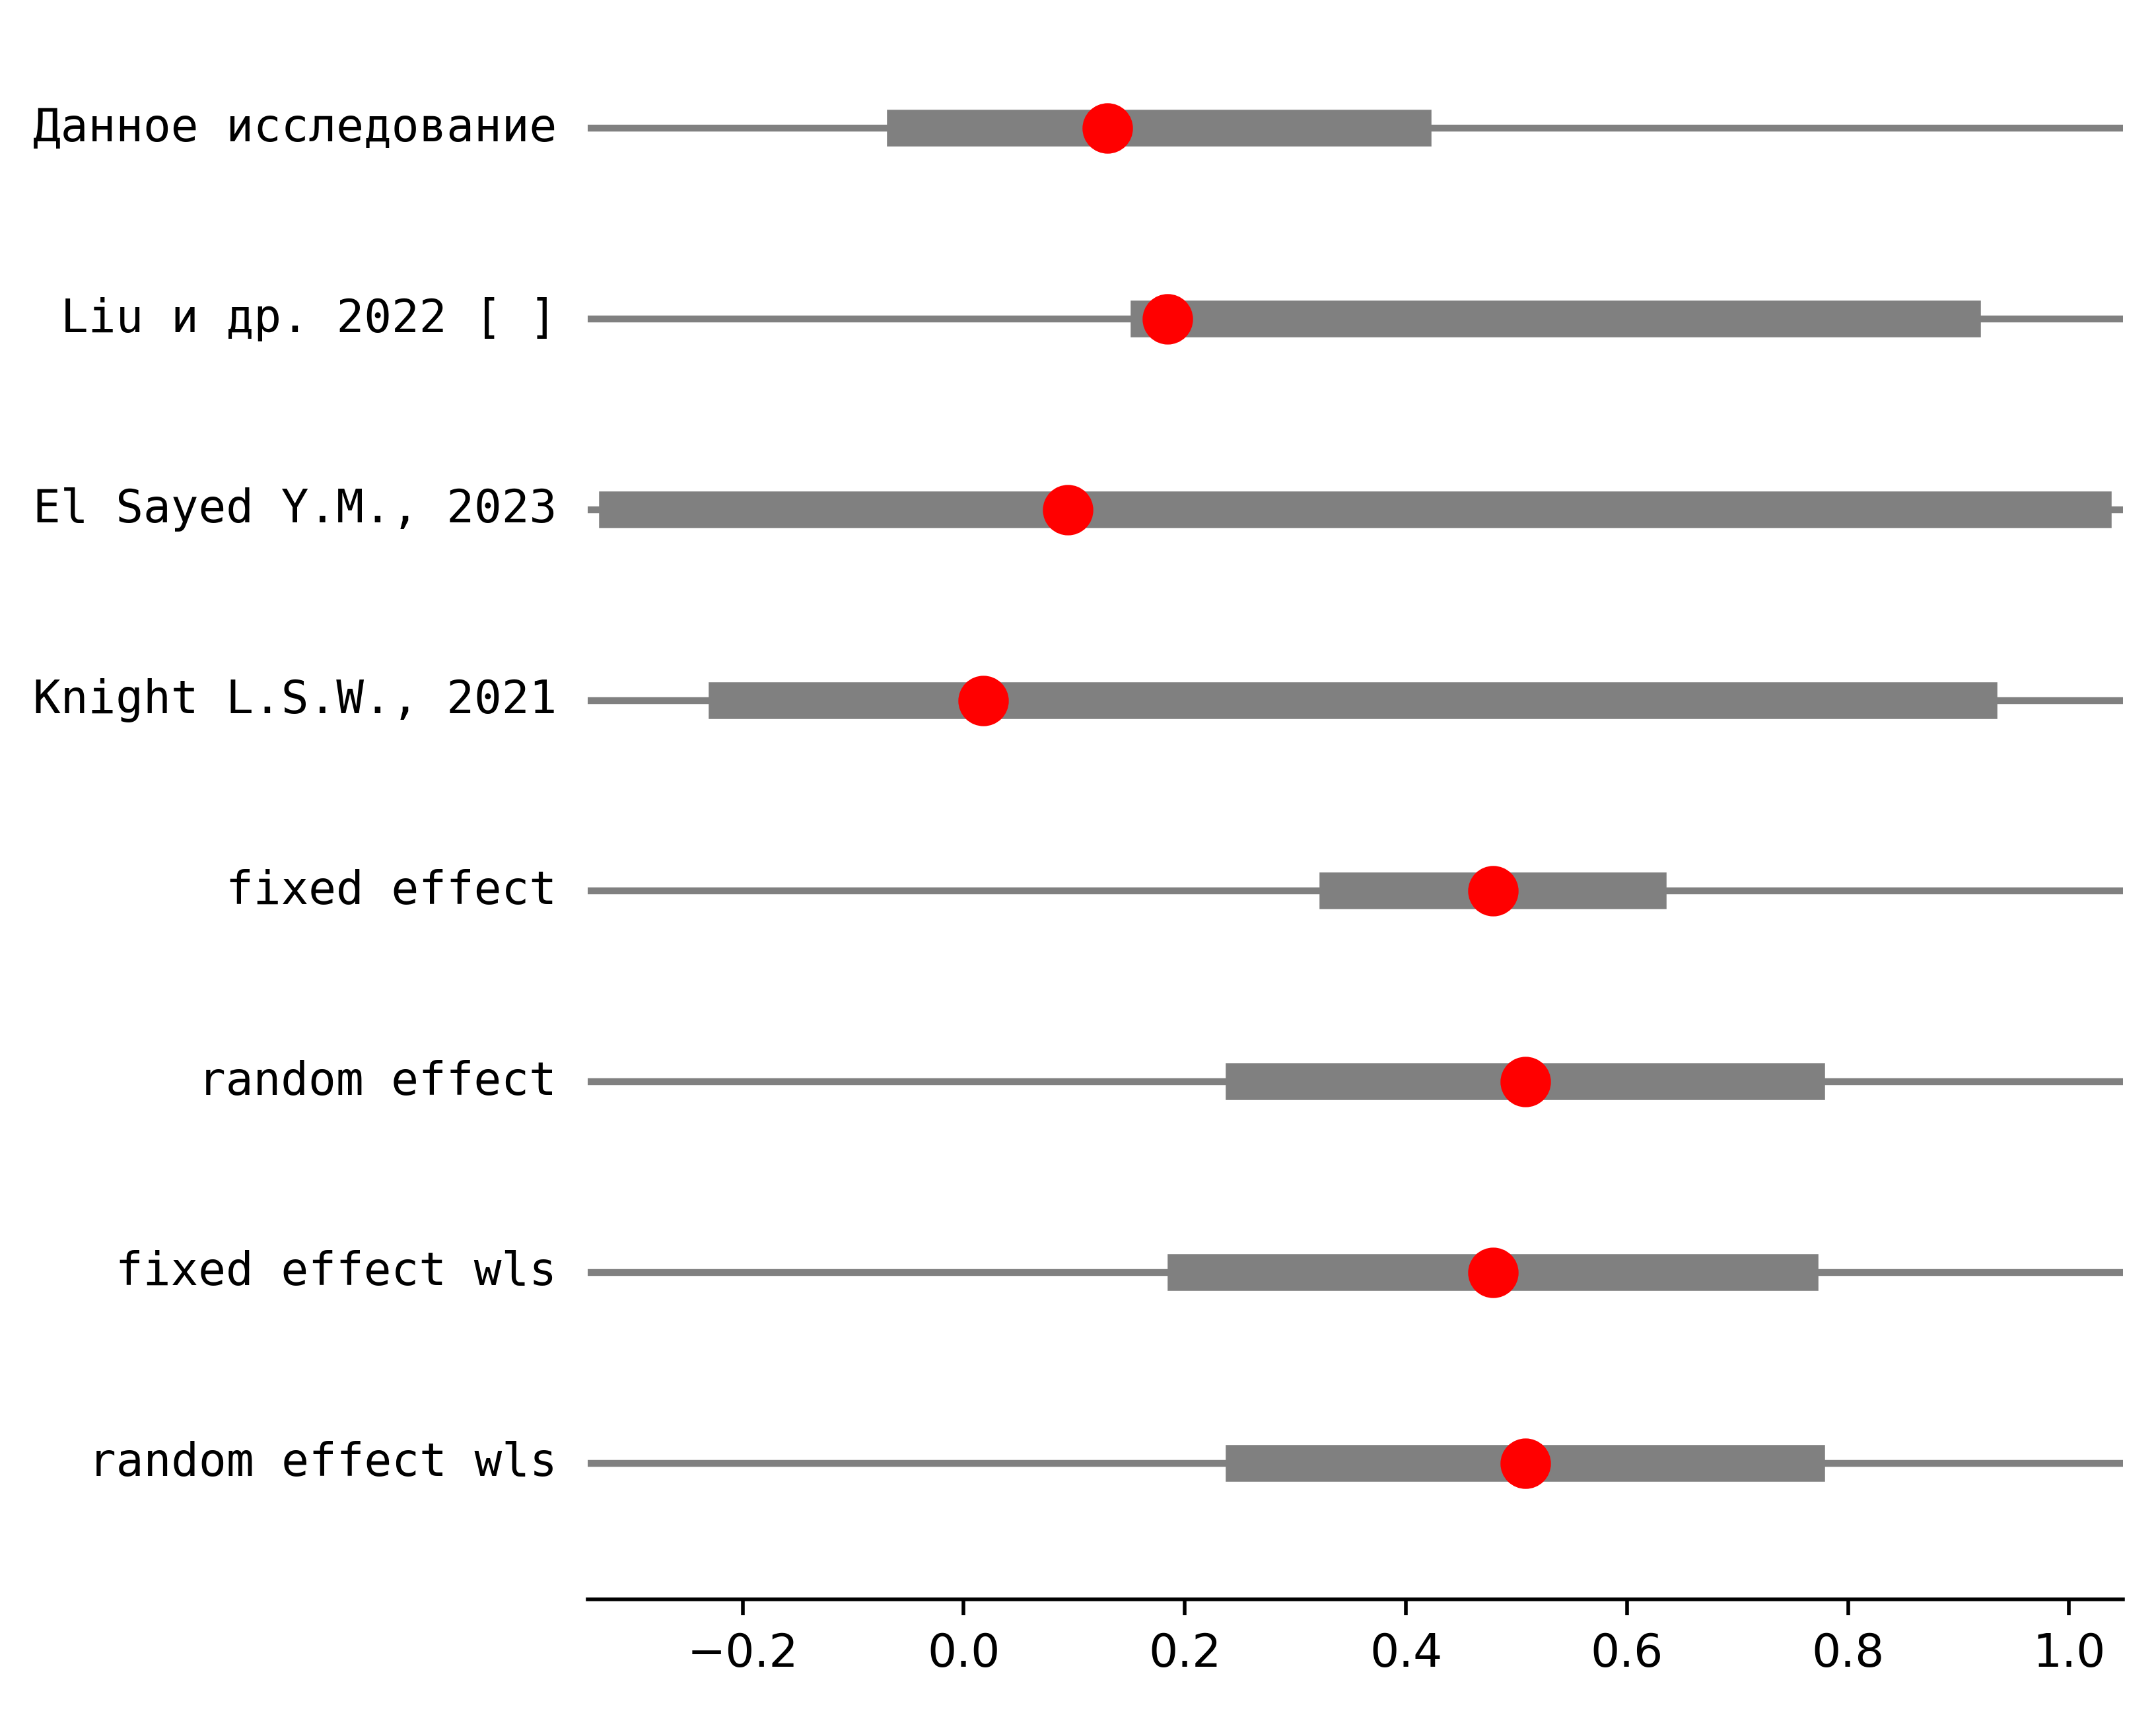 Данное исследование
Liu и др. 2022 [ ]
El Sayed Y.M., 2023
Knight L.S.W., 2021
fixed effect
random effect
fixed effect wls
random effect wls
−0.2 0.0 0.2 0.4 0.6 0.8 1.0